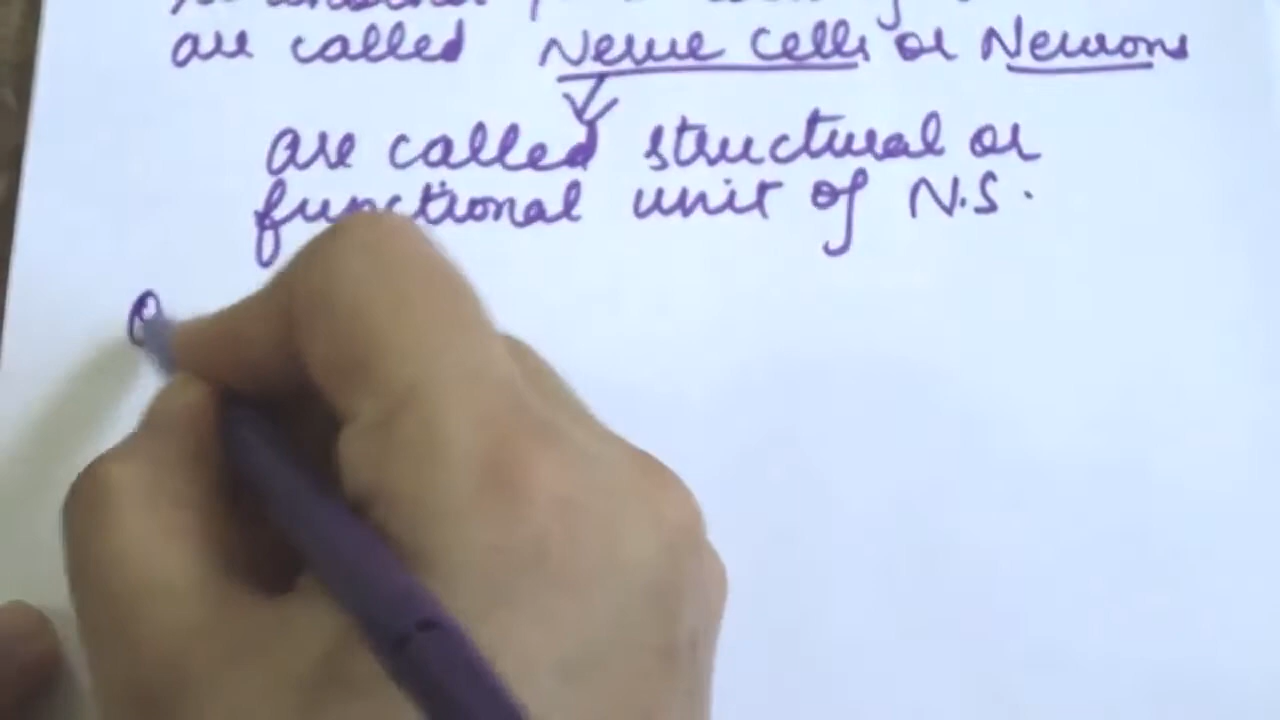 are called Nerve Cells or Neurons
are called structural or
functional unit of N.S.